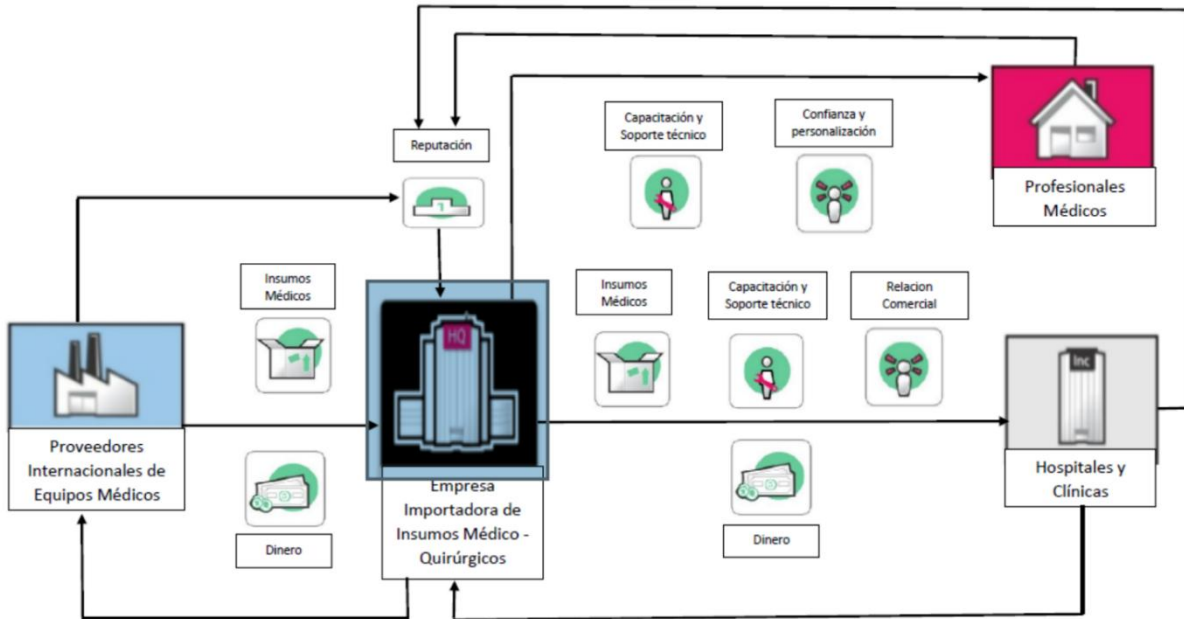 Reputación
Capacitación y
Soporte técnico
Confianza y
personalización
Profesionales
Médicos
Insumos
Médicos
HQ
Insumos
Médicos
Capacitación y
Soporte técnico
Relacion
Comercial
Inc
Proveedores
Internacionales de
Equipos Médicos
Dinero
Empresa
Importadora de
Insumos Médico -
Quirúrgicos
Dinero
Hospitales y
Clínicas